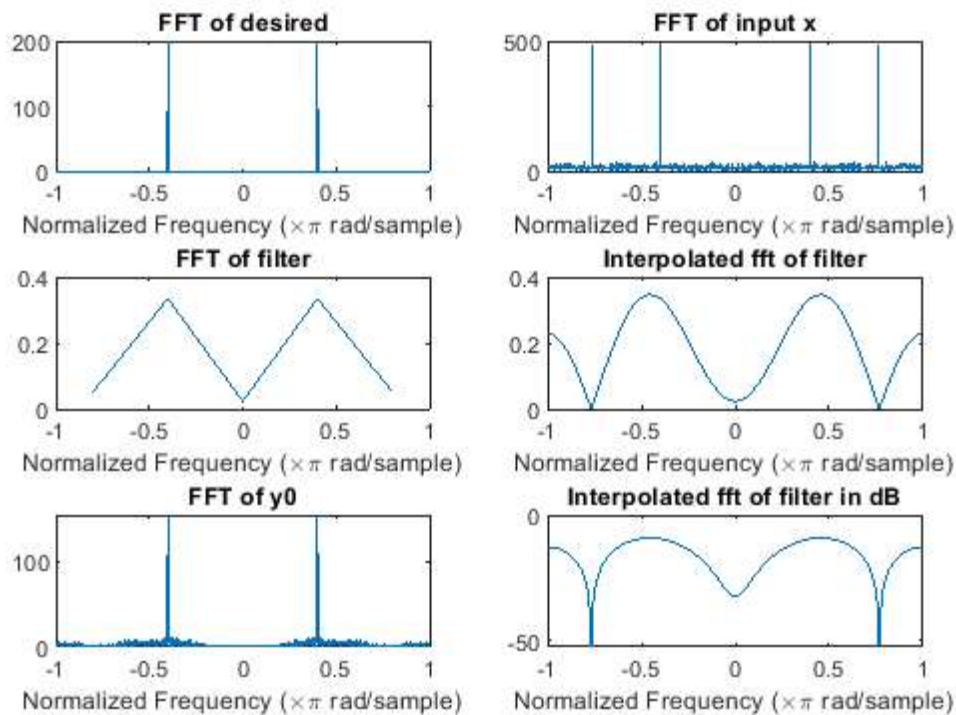 FFT of desired
200
100
0
-1 -0.5 0 0.5 1
Normalized Frequency (×π rad/sample)
FFT of input x
500
0
-1 -0.5 0 0.5 1
Normalized Frequency (×π rad/sample)
FFT of filter
0.4
0.2
0
-1 -0.5 0 0.5 1
Normalized Frequency (×π rad/sample)
Interpolated fft of filter
0.4
0.2
0
-1 -0.5 0 0.5 1
Normalized Frequency (×π rad/sample)
FFT of y0
100
0
-1 -0.5 0 0.5 1
Normalized Frequency (×π rad/sample)
Interpolated fft of filter in dB
0
-50
-1 -0.5 0 0.5 1
Normalized Frequency (×π rad/sample)